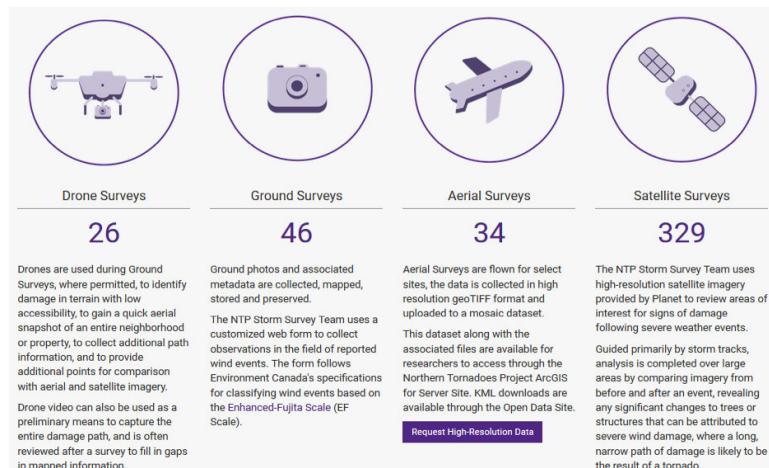 Drone Surveys
26
Drones are used during Ground
Surveys, where permitted, to identify
damage in terrain with low
accessibility, to gain a quick aerial
snapshot of an entire neighborhood
or property, to collect additional path
information, and to provide
additional points for comparison
with aerial and satellite imagery.
Drone video can also be used as a
preliminary means to capture the
entire damage path, and is often
reviewed after a survey to fill in gaps
in mapped information.
Ground Surveys
46
Ground photos and associated
metadata are collected, mapped,
stored and preserved.
The NTP Storm Survey Team uses a
customized web form to collect
observations in the field of reported
wind events. The form follows
Environment Canada's specifications
for classifying wind events based on
the Enhanced-Fujita Scale (EF
Scale).
Aerial Surveys
34
Aerial Surveys are flown for select
sites, the data is collected in high
resolution geoTIFF format and
uploaded to a mosaic dataset.
This dataset along with the
associated files are available for
researchers to access through the
Northern Tornadoes Project ArcGIS
for Server Site. KML downloads are
available through the Open Data Site.
Request High-Resolution Data
Satellite Surveys
329
The NTP Storm Survey Team uses
high-resolution satellite imagery
provided by Planet to review areas of
interest for signs of damage
following severe weather events.
Guided primarily by storm tracks,
analysis is completed over large
areas by comparing imagery from
before and after an event, revealing
any significant changes to trees or
structures that can be attributed to
severe wind damage, where a long,
narrow path of damage is likely to be
the result of a tornado.